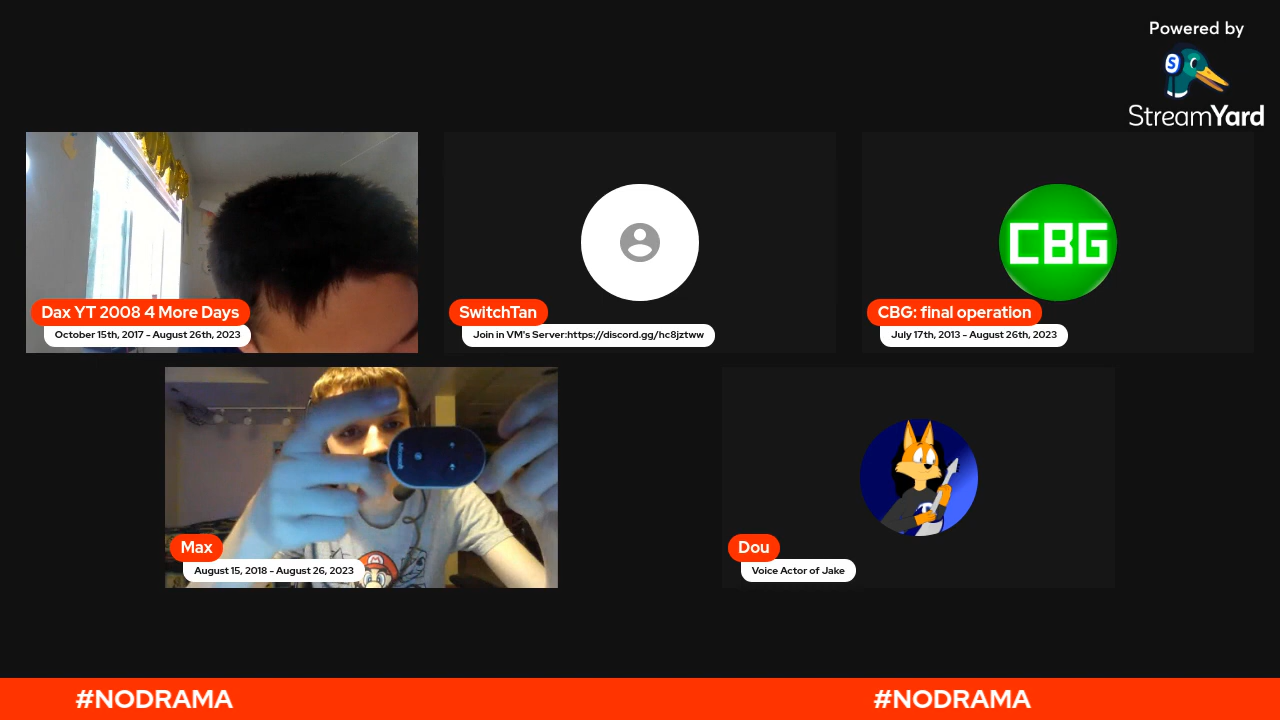 Powered by
S
StreamYard
Dax YT 2008 4 More Days
October 15th, 2017 - August 26th, 2023
SwitchTan
Join in VM's Server:https://discord.gg/hc8jztww
CBG
CBG: final operation
July 17th, 2013 - August 26th, 2023
Max
August 15, 2018 - August 26, 2023
Dou
Voice Actor of Jake
#NODRAMA
#NODRAMA